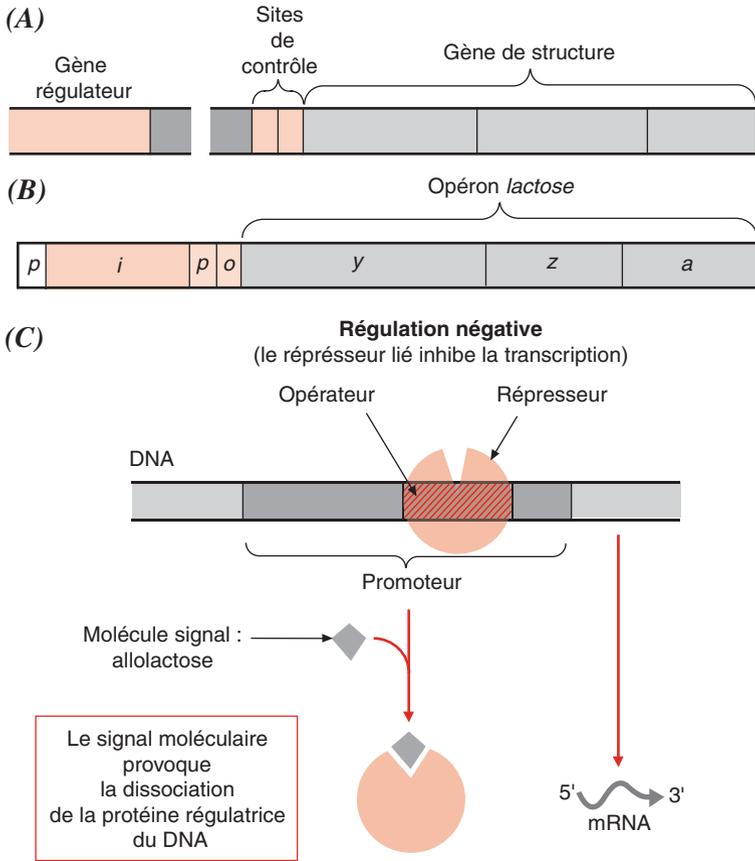 (A)
Sites
de
contrôle
Gène
régulateur
Gène de structure
(B)
Opéron lactose
p i p o y z a
(C)
Régulation négative
(le réprésseur lié inhibe la transcription)
Opérateur
Répresseur
DNA
Promoteur
Molécule signal :
allolactose
Le signal moléculaire
provoque
la dissociation
de la protéine régulatrice
du DNA
5' 3'
mRNA